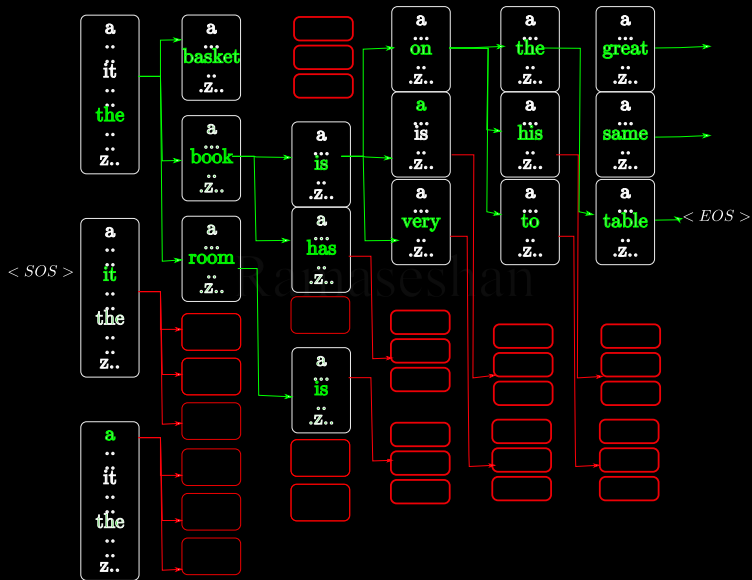 a
..
..
it
..
..
the
..
..
z..
a
...
basket
..
.z..
a
...
book
..
.z..
a
...
room
..
.z..
a
...
is
..
.z..
a
...
has
..
.z..
a
...
on
..
.z..
a
...
is
..
.z..
a
...
very
..
.z..
a
...
the
..
.z..
a
...
his
..
.z..
a
...
to
..
.z..
a
...
great
..
.z..
a
...
same
..
.z..
a
...
table
..
.z..
< EOS >
< SOS >
a
..
..
it
..
..
the
..
..
z..
Ramaseshan
a
...
is
..
.z..
a
..
..
it
..
..
the
..
..
z..